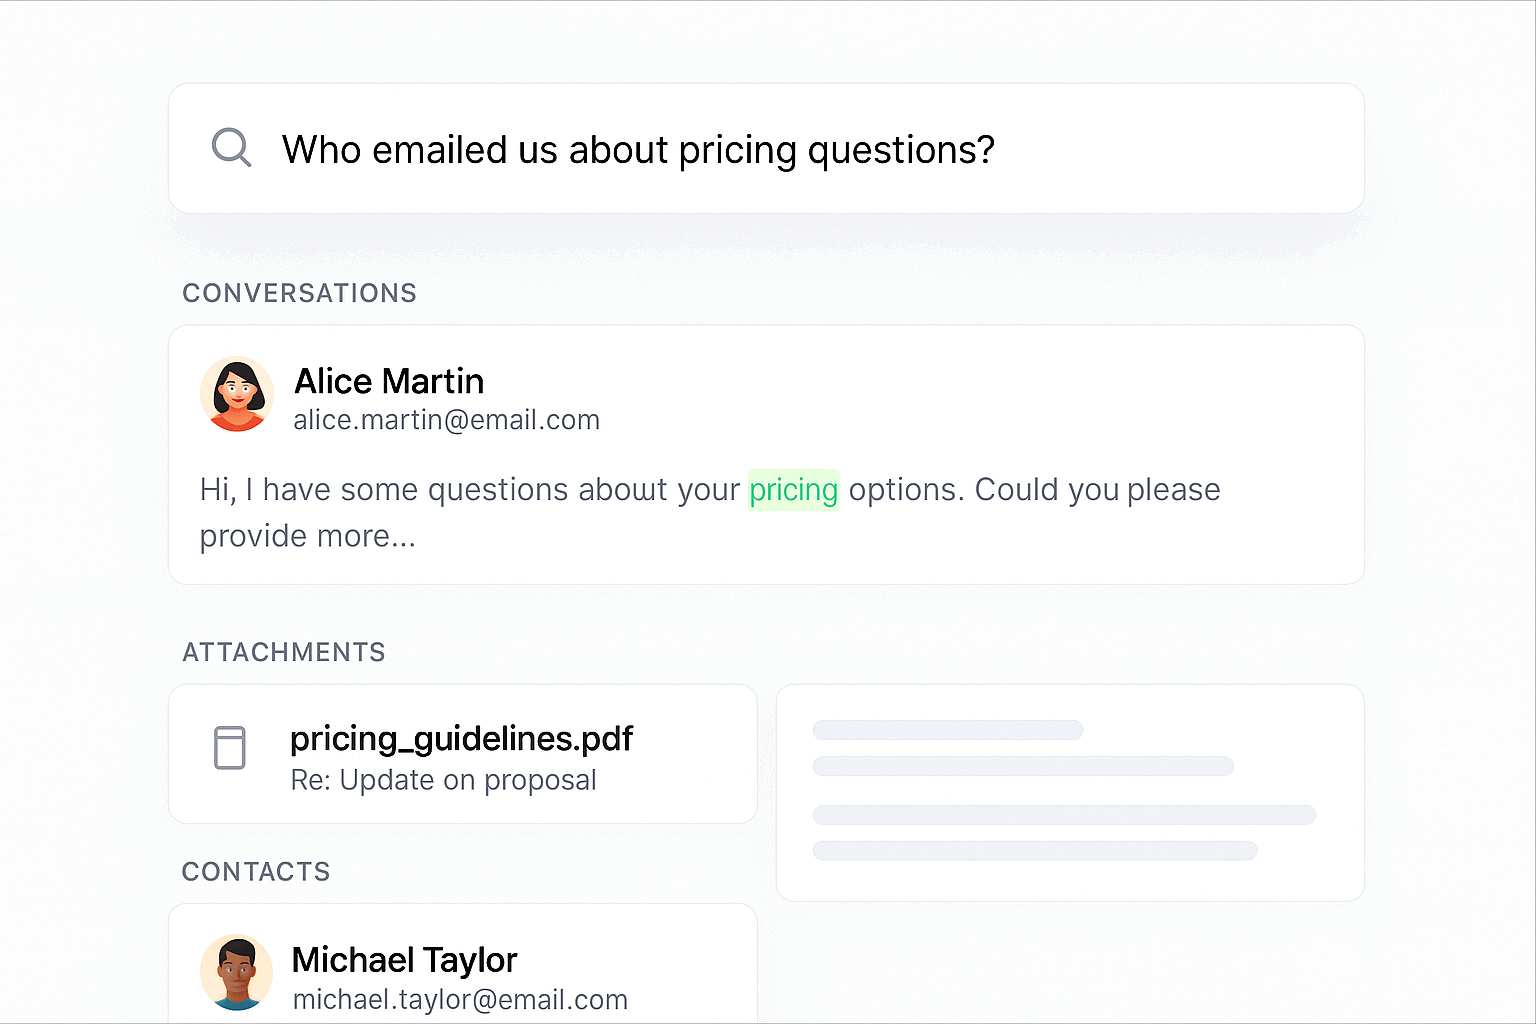 Who emailed us about pricing questions?
CONVERSATIONS
Alice Martin
alice.martin@email.com
Hi, I have some questions about your pricing options. Could you please
provide more...
ATTACHMENTS
pricing_guidelines.pdf
Re: Update on proposal
CONTACTS
Michael Taylor
michael.taylor@email.com